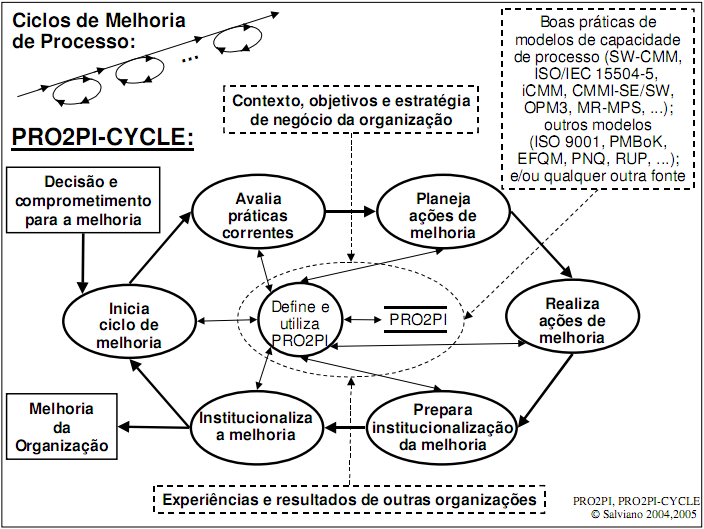 Ciclos de Melhoria
de Processo:
...
Boas práticas de
modelos de capacidade
de processo (SW-CMM,
ISO/IEC 15504-5,
iCMM, CMMI-SE/SW,
OPM3, MR-MPS, ...);
outros modelos
(ISO 9001, PMBoK,
EFQM, PNQ, RUP, ...);
e/ou qualquer outra fonte
Contexto, objetivos e estratégia
de negócio da organização
PRO2PI-CYCLE:
Decisão e
comprometimento
para a melhoria
Avalia
práticas
correntes
Planeja
ações de
melhoria
Inicia
ciclo de
melhoria
Define e
utiliza
PRO2PI
PRO2PI
Realiza
ações de
melhoria
Melhoria
da
Organização
Institucionaliza
a melhoria
Prepara
institucionalização
da melhoria
Experiências e resultados de outras organizações
PRO2PI, PRO2PI-CYCLE
© Salviano 2004,2005